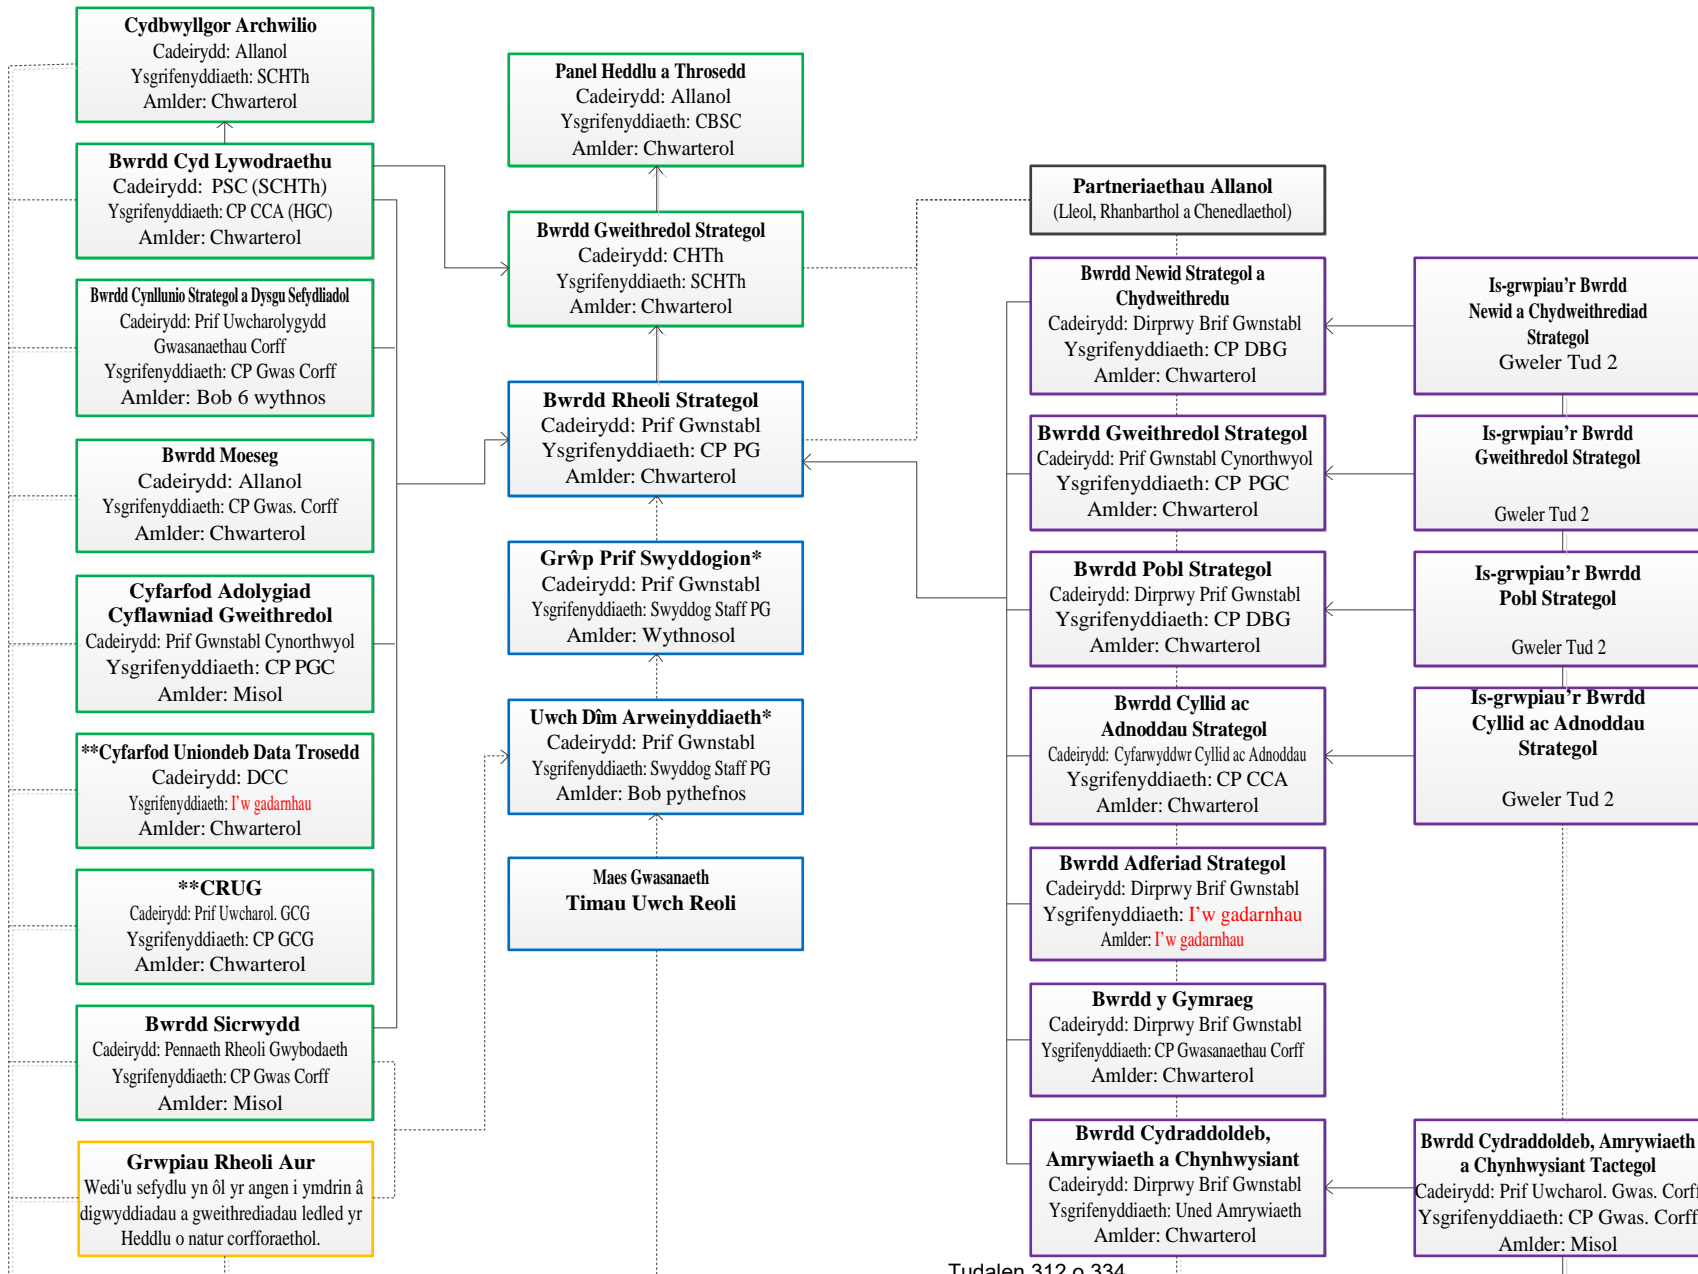 Cydbwyllgor Archwilio
Cadeirydd: Allanol
Ysgrifenyddiaeth: SCHTh
Amlder: Chwarterol
Bwrdd Cyd Lywodraethu
Cadeirydd: PSC (SCHTh)
Ysgrifenyddiaeth: CP CCA (HGC)
Amlder: Chwarterol
Bwrdd Cynllunio Strategol a Dysgu Sefydliadol
Cadeirydd: Prif Uwcharolygydd
Gwasanaethau Corff
Ysgrifenyddiaeth: CP Gwas Corff
Amlder: Bob 6 wythnos
Bwrdd Moeseg
Cadeirydd: Allanol
Ysgrifenyddiaeth: CP Gwas. Corff
Amlder: Chwarterol
Cyfarfod Adolygiad
Cyflawniad Gweithredol
Cadeirydd: Prif Gwnstabl Cynorthwyol
Ysgrifenyddiaeth: CP PGC
Amlder: Misol
**Cyfarfod Uniondeb Data Trosedd
Cadeirydd: DCC
Ysgrifenyddiaeth: I'w gadarnhau
Amlder: Chwarterol
**CRUG
Cadeirydd: Prif Uwcharol. GCG
Ysgrifenyddiaeth: CP GCG
Amlder: Chwarterol
Bwrdd Sicrwydd
Cadeirydd: Pennaeth Rheoli Gwybodaeth
Ysgrifenyddiaeth: CP Gwas Corff
Amlder: Misol
Grwpiau Rheoli Aur
Wedi'u sefydlu yn ôl yr angen i ymdrin â
digwyddiadau a gweithrediadau ledled yr
Heddlu o natur corfforaethol.
Panel Heddlu a Throsedd
Cadeirydd: Allanol
Ysgrifenyddiaeth: CBSC
Amlder: Chwarterol
Bwrdd Gweithredol Strategol
Cadeirydd: CHTh
Ysgrifenyddiaeth: SCHTh
Amlder: Chwarterol
Bwrdd Rheoli Strategol
Cadeirydd: Prif Gwnstabl
Ysgrifenyddiaeth: CP PG
Amlder: Chwarterol
Grŵp Prif Swyddogion*
Cadeirydd: Prif Gwnstabl
Ysgrifenyddiaeth: Swyddog Staff PG
Amlder: Wythnosol
Uwch Dîm Arweinyddiaeth*
Cadeirydd: Prif Gwnstabl
Ysgrifenyddiaeth: Swyddog Staff PG
Amlder: Bob pythefnos
Maes Gwasanaeth
Timau Uwch Reoli
Partneriaethau Allanol
(Lleol, Rhanbarthol a Chenedlaethol)
Bwrdd Newid Strategol a
Chydweithredu
Cadeirydd: Dirprwy Brif Gwnstabl
Ysgrifenyddiaeth: CP DBG
Amlder: Chwarterol
Bwrdd Gweithredol Strategol
Cadeirydd: Prif Gwnstabl Cynorthwyol
Ysgrifenyddiaeth: CP PGC
Amlder: Chwarterol
Bwrdd Pobl Strategol
Cadeirydd: Dirprwy Prif Gwnstabl
Ysgrifenyddiaeth: CP DBG
Amlder: Chwarterol
Bwrdd Cyllid ac
Adnoddau Strategol
Cadeirydd: Cyfarwyddwr Cyllid ac Adnoddau
Ysgrifenyddiaeth: CP CCA
Amlder: Chwarterol
Bwrdd Adferiad Strategol
Cadeirydd: Dirprwy Brif Gwnstabl
Ysgrifenyddiaeth: I'w gadarnhau
Amlder: I'w gadarnhau
Bwrdd y Gymraeg
Cadeirydd: Dirprwy Brif Gwnstabl
Ysgrifenyddiaeth: CP Gwasanaethau Corff
Amlder: Chwarterol
Bwrdd Cydraddoldeb,
Amrywiaeth a Chynhwysiant
Cadeirydd: Dirprwy Brif Gwnstabl
Ysgrifenyddiaeth: Uned Amrywiaeth
Amlder: Chwarterol
Is-grwpiau'r Bwrdd
Newid a Chydweithrediad
Strategol
Gweler Tud 2
Is-grwpiau'r Bwrdd
Gweithredol Strategol
Gweler Tud 2
Is-grwpiau'r Bwrdd
Pobl Strategol
Gweler Tud 2
Is-grwpiau'r Bwrdd
Cyllid ac Adnoddau
Strategol
Gweler Tud 2
Bwrdd Cydraddoldeb, Amrywiaeth
a Chynhwysiant Tactegol
Cadeirydd: Prif Uwcharol. Gwas. Corff
Ysgrifenyddiaeth: CP Gwas. Corff
Amlder: Misol
Tudalen 312 o 334